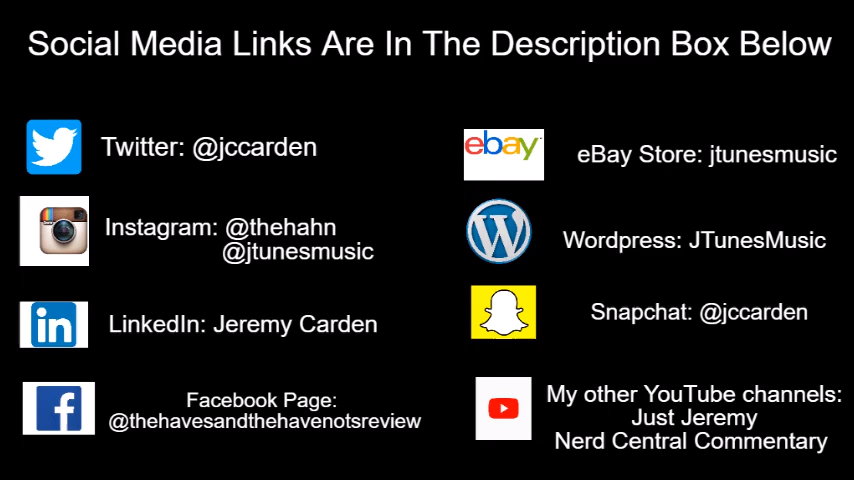 Social Media Links Are In The Description Box Below
Twitter: @jccarden
Instagram: @thehahn
@jtunesmusic
in LinkedIn: Jeremy Carden
f
Facebook Page:
@thehavesandthehavenotsreview
ebay eBay Store: jtunesmusic
W Wordpress: JTunesMusic
Snapchat: @jccarden
My other YouTube channels:
Just Jeremy
Nerd Central Commentary